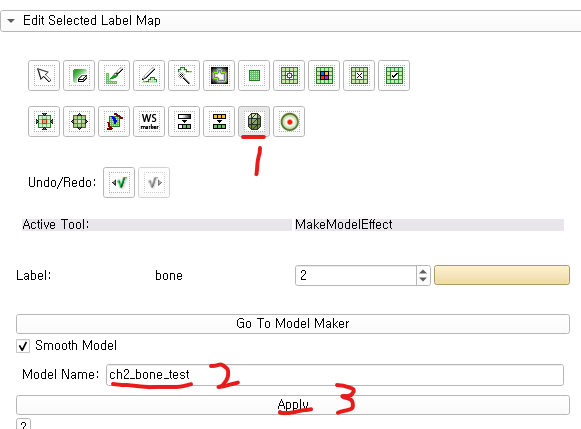 Edit Selected Label Map
WS
marker
1
Undo/Redo:
Active Tool: MakeModelEffect
Label: bone 2
Go To Model Maker
Smooth Model
Model Name: ch2_bone_test 2
Apply 3
?